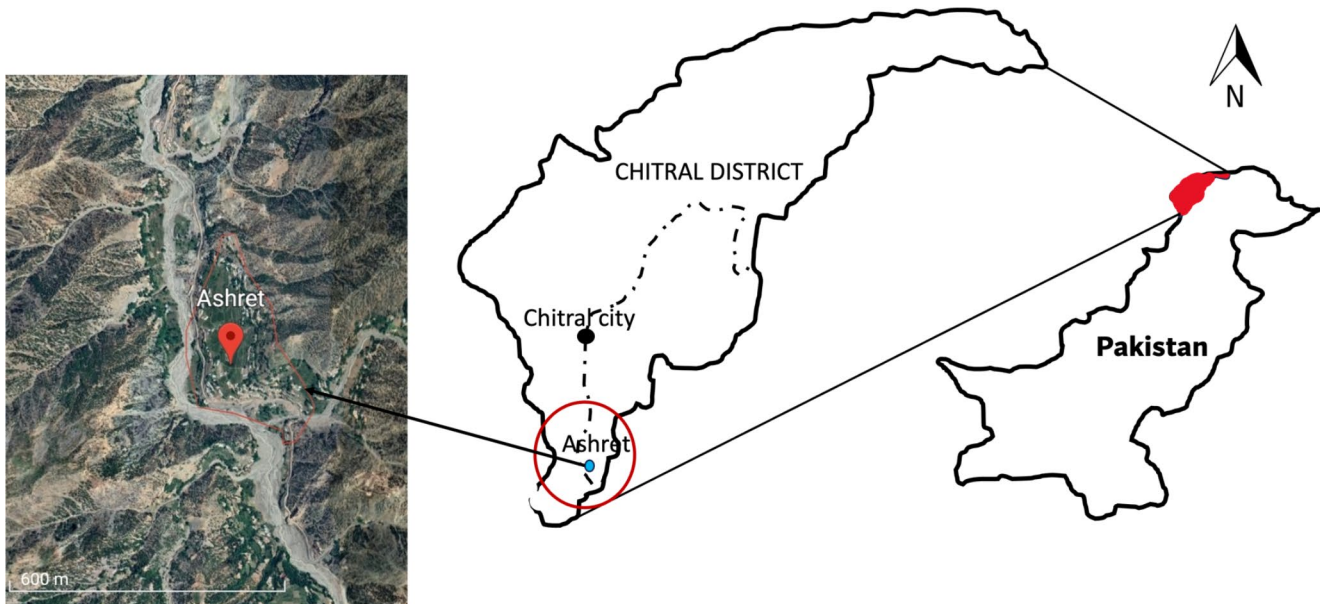 N
CHITRAL DISTRICT
Ashret
Chitral city
Pakistan
Ashret
600 m